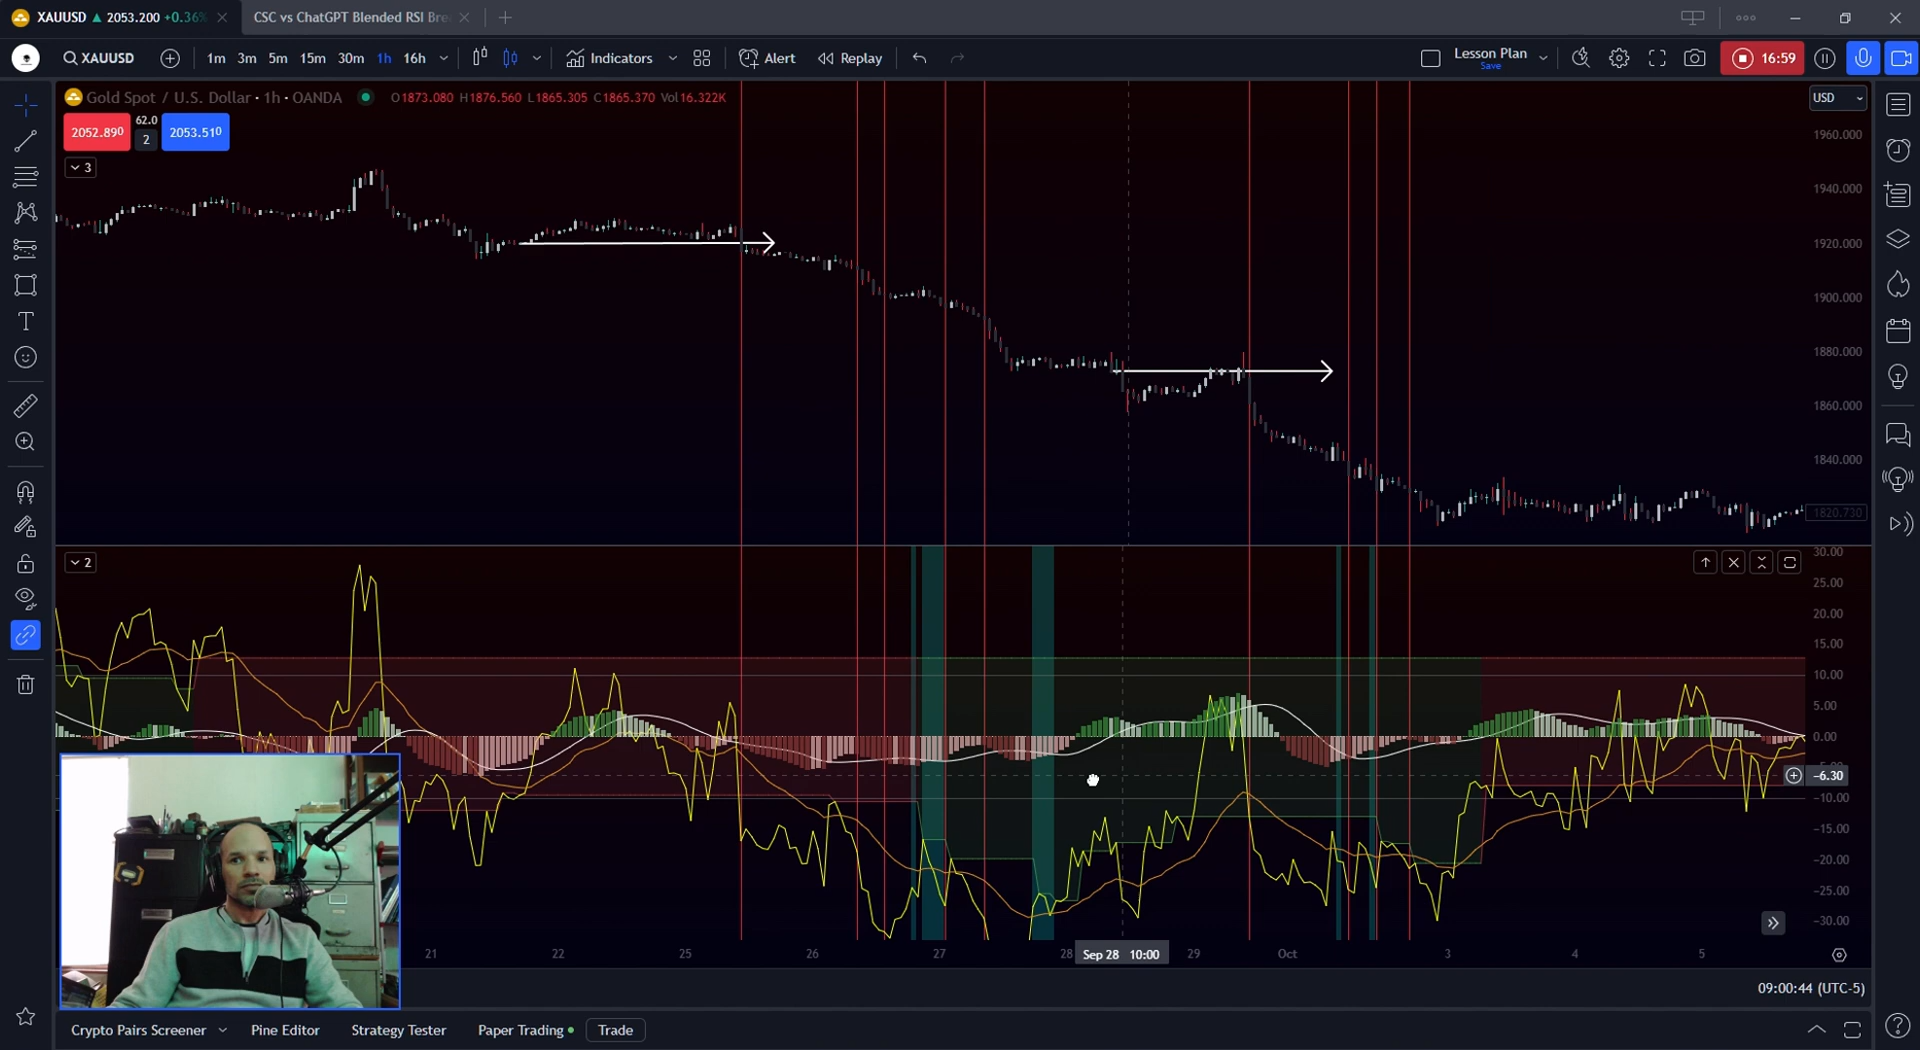 XAUUSD ▲ 2053.200 +0.36%
CSC vs ChatGPT Blended RSI Bre
XAUUSD
1m 3m 5m 15m 30m 1h 16h
Indicators
Alert
Replay
Lesson Plan
Save
16:59
Gold Spot / U.S. Dollar · 1h · OANDA
O1873.080 H1876.560 L1865.305 C1865.370 Vol16.322K
USD
2052.890
62.0
2
2053.510
3
1960.000
1940.000
1920.000
1900.000
1880.000
1860.000
1840.000
1820.730
2
30.00
25.00
20.00
15.00
10.00
5.00
0.00
−6.30
−10.00
−15.00
−20.00
−25.00
−30.00
21 22 25 26 27 28 Sep 28 10:00 29 Oct 3 4 5
09:00:44 (UTC-5)
Crypto Pairs Screener
Pine Editor
Strategy Tester
Paper Trading
Trade